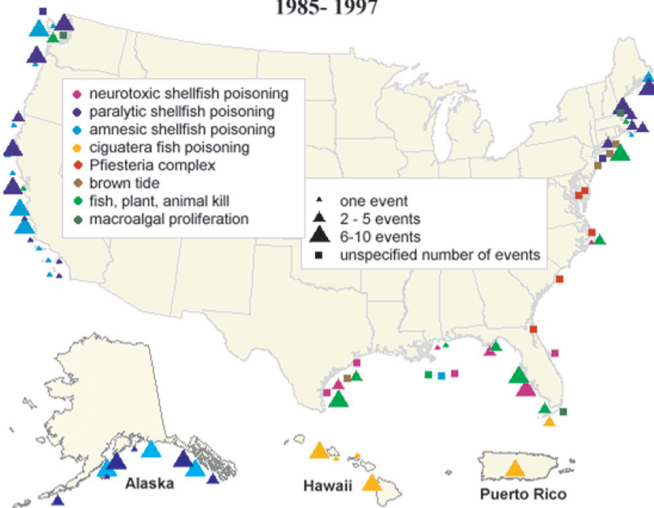 1985- 1997
neurotoxic shellfish poisoning
paralytic shellfish poisoning
amnesic shellfish poisoning
ciguatera fish poisoning
Pfiesteria complex
brown tide
fish, plant, animal kill
macroalgal proliferation
one event
2 - 5 events
6-10 events
unspecified number of events
Alaska
Hawaii
Puerto Rico